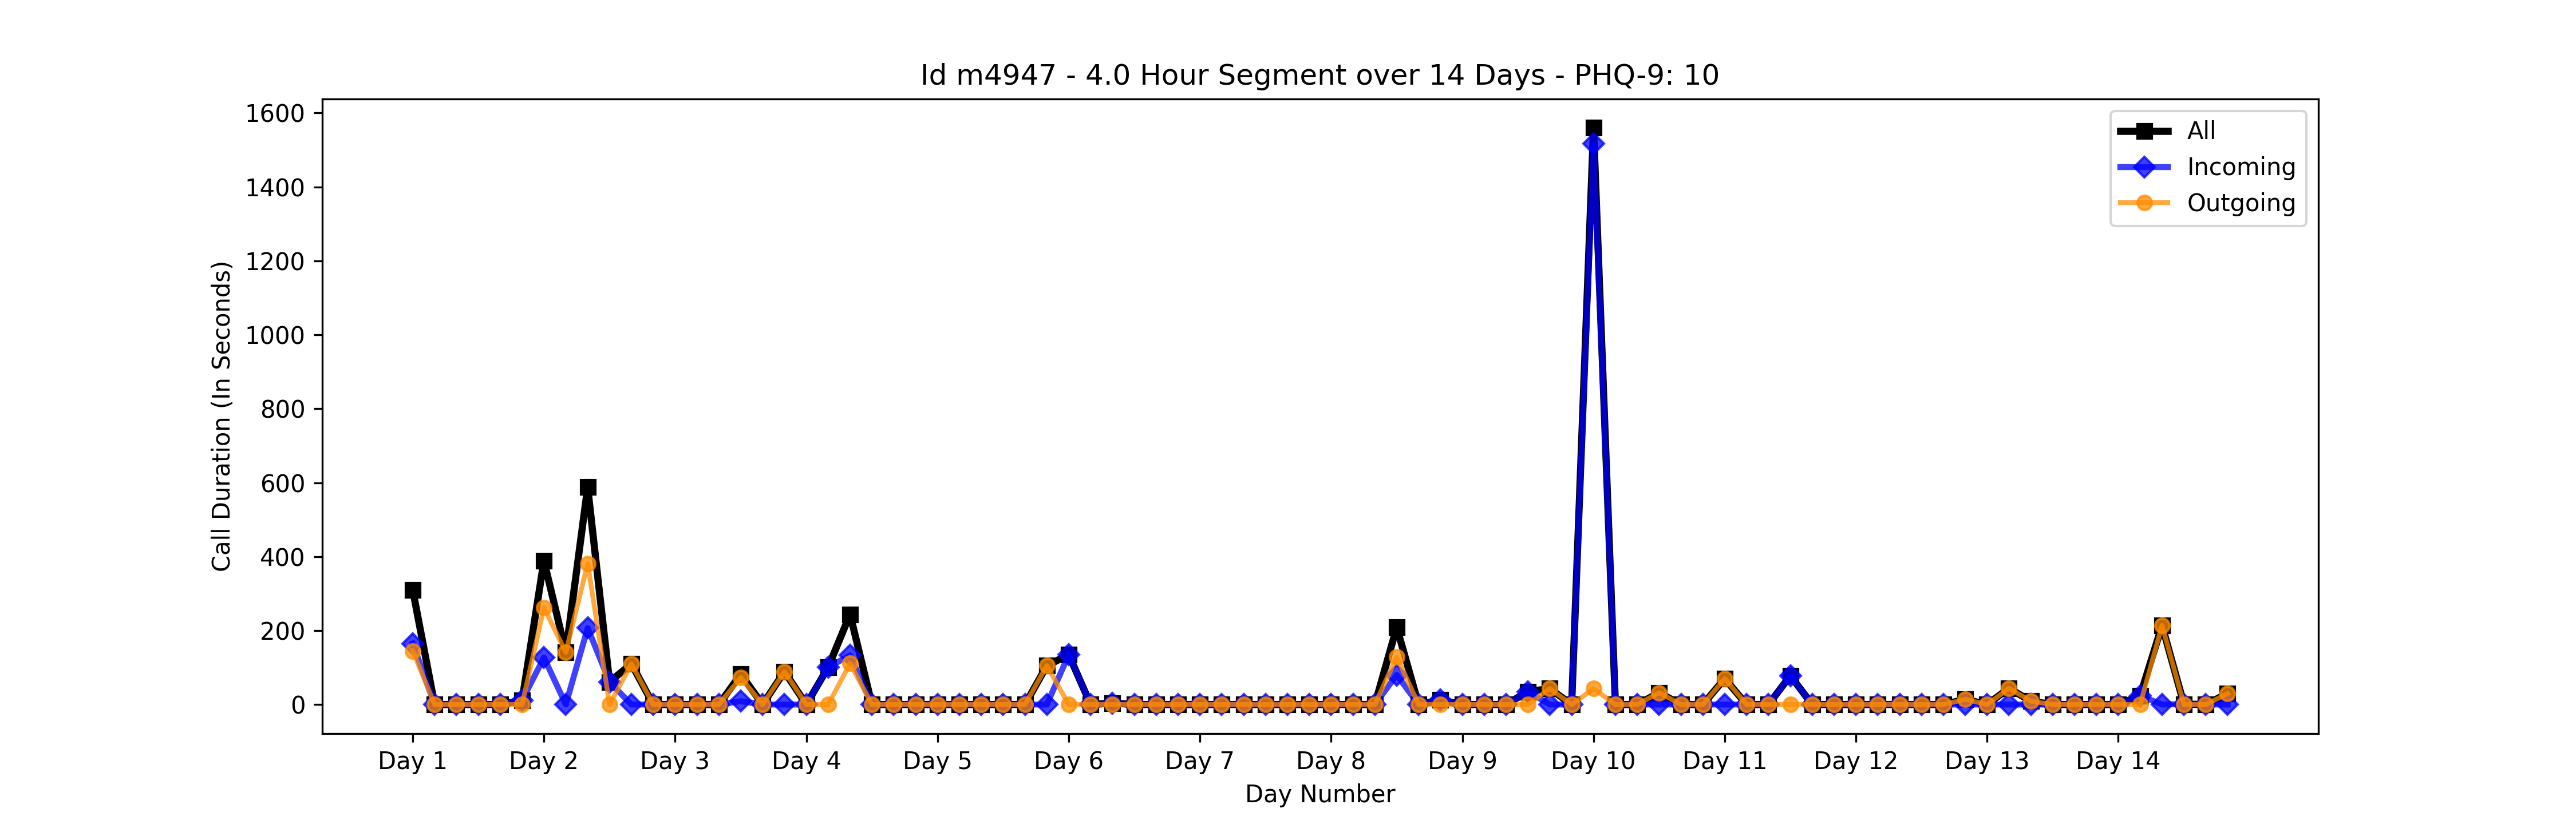 Id m4947 - 4.0 Hour Segment over 14 Days - PHQ-9: 10
1600
1400
1200
1000
800
600
400
200
0
Call Duration (In Seconds)
All
Incoming
Outgoing
Day 1 Day 2 Day 3 Day 4 Day 5 Day 6 Day 7 Day 8 Day 9 Day 10 Day 11 Day 12 Day 13 Day 14
Day Number